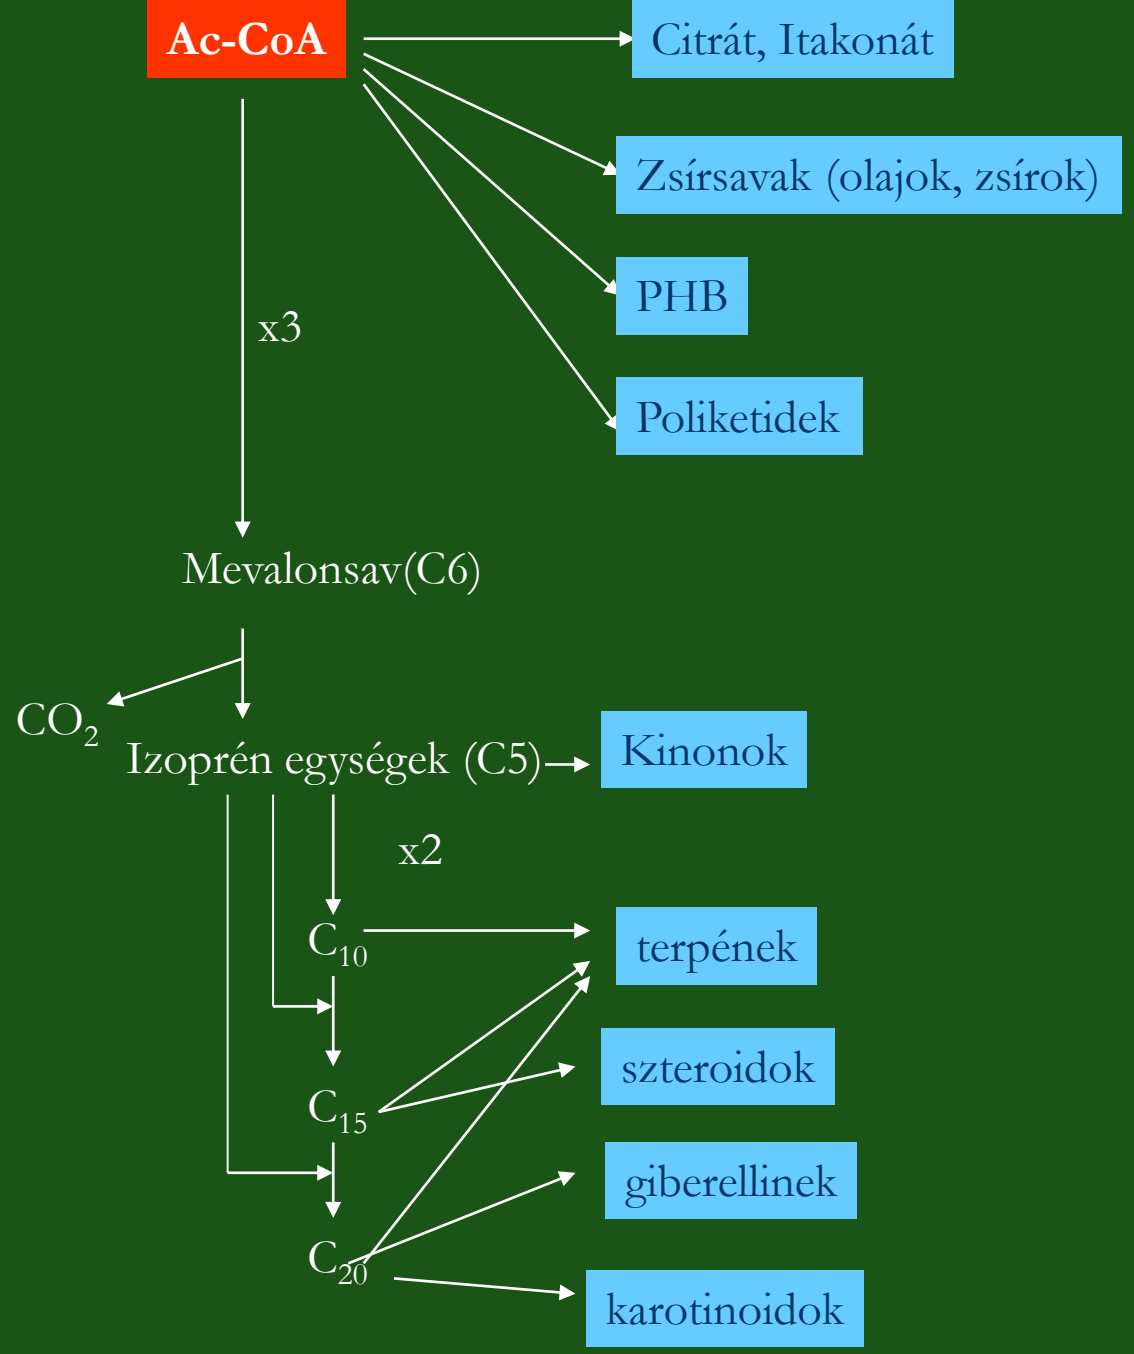 Ac-CoA
Citrát, Itakonát
Zsírsavak (olajok, zsírok)
PHB
x3
Poliketidek
Mevalonsav(C6)
CO₂
Izoprén egységek (C5)
Kinonok
x2
C₁₀
terpének
szteroidok
C₁₅
giberellinek
C₂₀
karotinoidok